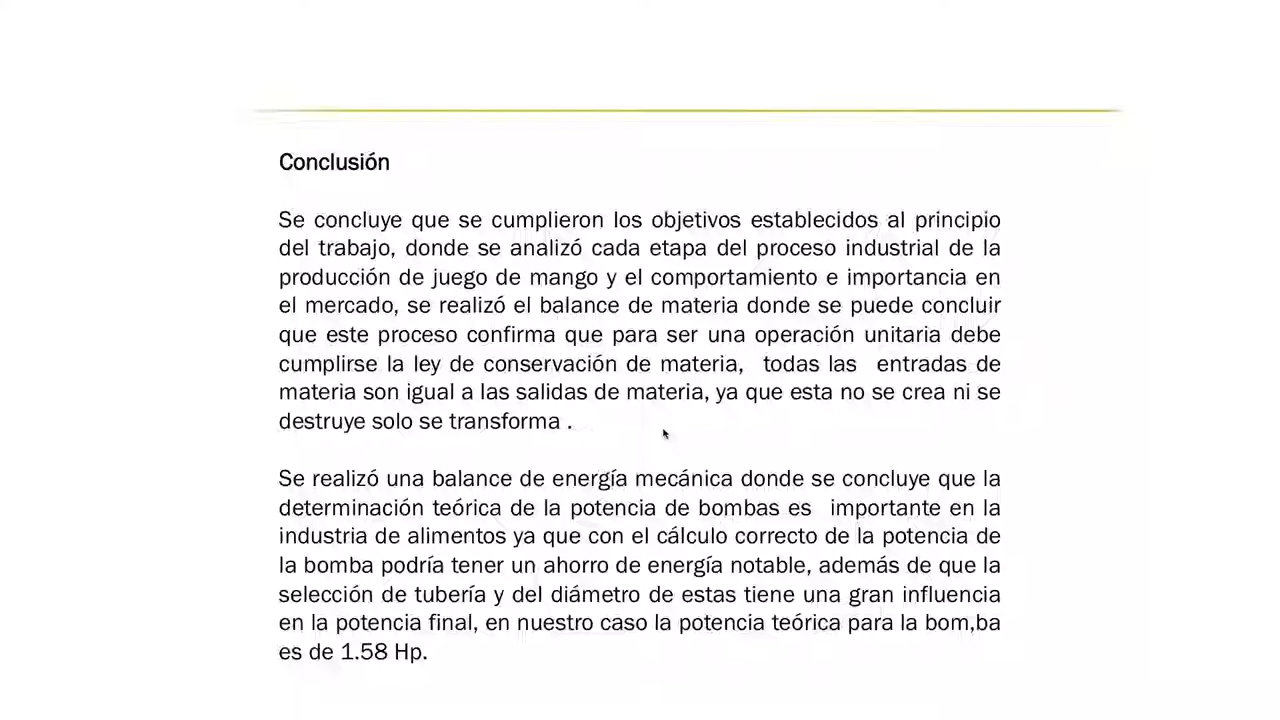 Conclusión
Se concluye que se cumplieron los objetivos establecidos al principio
del trabajo, donde se analizó cada etapa del proceso industrial de la
producción de juego de mango y el comportamiento e importancia en
el mercado, se realizó el balance de materia donde se puede concluir
que este proceso confirma que para ser una operación unitaria debe
cumplirse la ley de conservación de materia,  todas las  entradas de
materia son igual a las salidas de materia, ya que esta no se crea ni se
destruye solo se transforma .
Se realizó una balance de energía mecánica donde se concluye que la
determinación teórica de la potencia de bombas es  importante en la
industria de alimentos ya que con el cálculo correcto de la potencia de
la bomba podría tener un ahorro de energía notable, además de que la
selección de tubería y del diámetro de estas tiene una gran influencia
en la potencia final, en nuestro caso la potencia teórica para la bom,ba
es de 1.58 Hp.